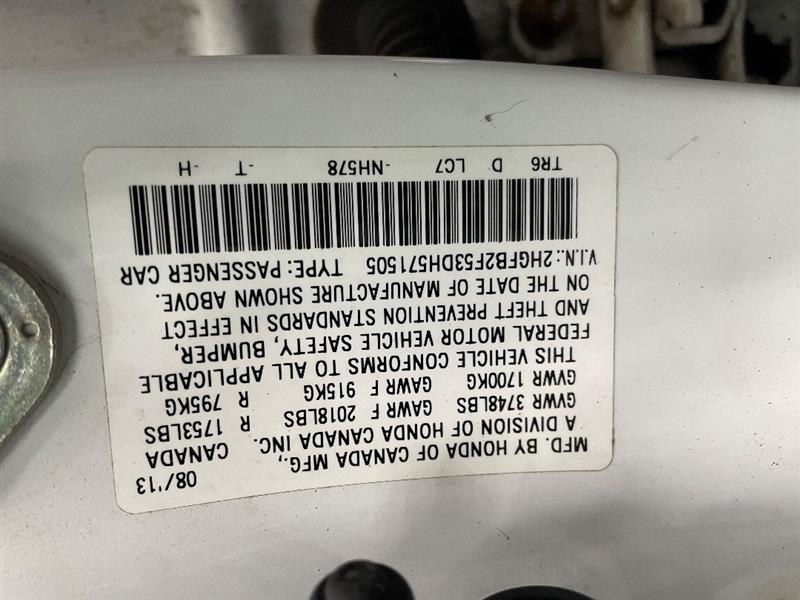 MFD. BY HONDA OF CANADA MFG., 08/'13
A DIVISION OF HONDA CANADA INC. CANADA
GVWR 3748LBS GAWR F 2018LBS R 1753LBS
GVWR 1700KG GAWR F 915KG R 795KG
THIS VEHICLE CONFORMS TO ALL APPLICABLE
FEDERAL MOTOR VEHICLE SAFETY, BUMPER,
AND THEFT PREVENTION STANDARDS IN EFFECT
ON THE DATE OF MANUFACTURE SHOWN ABOVE.
V.I.N.:2HGFB2F53DH571505 TYPE:PASSENGER CAR
TR6 D LC7 -NH578 -T -H